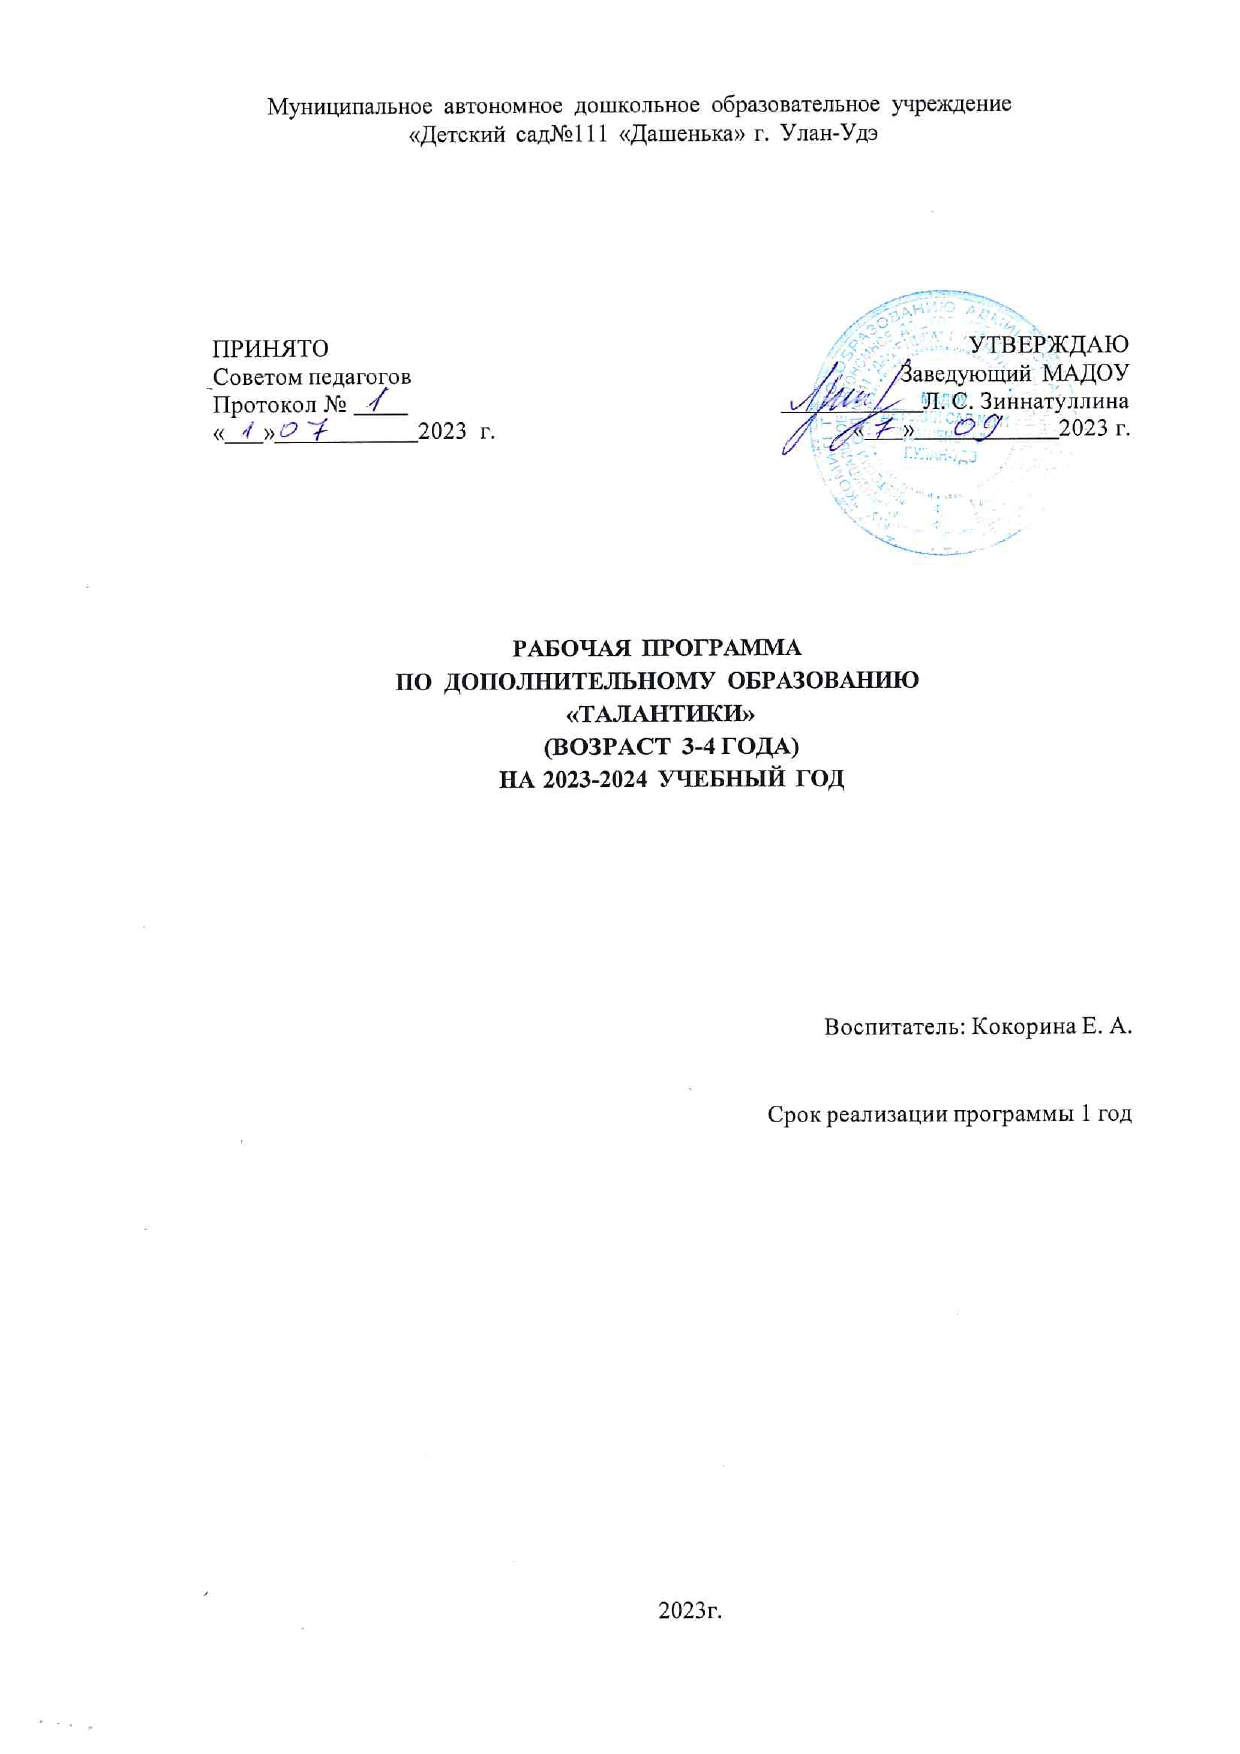 Муниципальное автономное дошкольное образовательное учреждение
«Детский сад№111 «Дашенька» г. Улан-Удэ
ПРИНЯТО
Советом педагогов
Протокол № 1
«1»07 2023 г.
УТВЕРЖДАЮ
Заведующий МАДОУ
Л. С. Зиннатуллина
«7» 09 2023 г.
Г.УЛАН-УДЭ
РАБОЧАЯ ПРОГРАММА
ПО ДОПОЛНИТЕЛЬНОМУ ОБРАЗОВАНИЮ
«ТАЛАНТИКИ»
(ВОЗРАСТ 3-4 ГОДА)
НА 2023-2024 УЧЕБНЫЙ ГОД
Воспитатель: Кокорина Е. А.
Срок реализации программы 1 год
2023г.